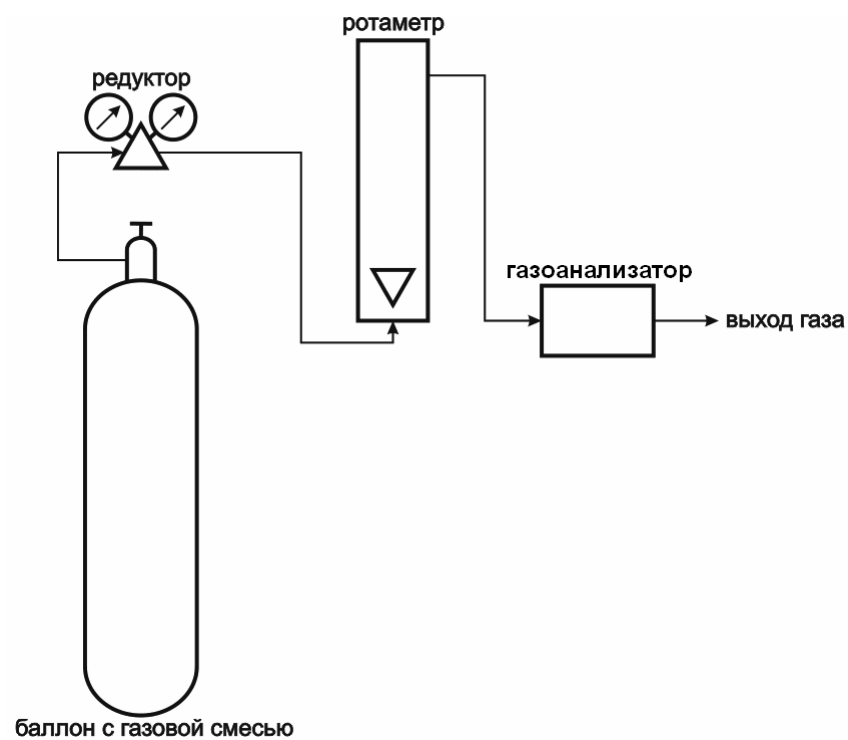 ротаметр
редуктор
газоанализатор
выход газа
баллон с газовой смесью